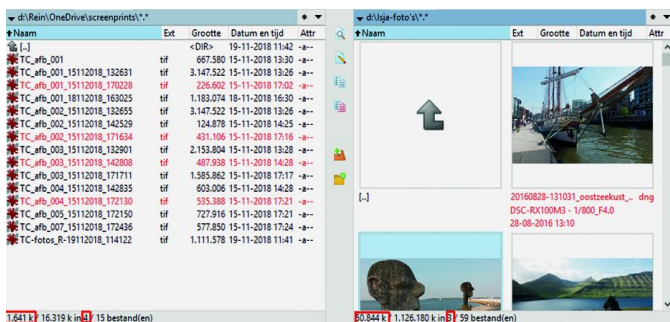 d:\Rein\OneDrive\screenprints\*.*
Naam Ext Grootte Datum en tijd Attr
[..] <DIR> 19-11-2018 11:42 -a--
TC_afb_001 tif 667.580 15-11-2018 13:30 -a--
TC_afb_001_15112018_132631 tif 3.147.522 15-11-2018 13:26 -a--
TC_afb_001_15112018_170228 tif 226.602 15-11-2018 17:02 -a--
TC_afb_001_18112018_163025 tif 1.183.074 18-11-2018 16:30 -a--
TC_afb_002_15112018_132655 tif 3.147.522 15-11-2018 13:26 -a--
TC_afb_002_15112018_142529 tif 124.878 15-11-2018 14:25 -a--
TC_afb_002_15112018_171634 tif 431.106 15-11-2018 17:16 -a--
TC_afb_003_15112018_132901 tif 2.153.804 15-11-2018 13:28 -a--
TC_afb_003_15112018_142808 tif 487.938 15-11-2018 14:28 -a--
TC_afb_003_15112018_171711 tif 1.585.862 15-11-2018 17:17 -a--
TC_afb_004_15112018_142835 tif 603.006 15-11-2018 14:28 -a--
TC_afb_004_15112018_172130 tif 535.388 15-11-2018 17:21 -a--
TC_afb_005_15112018_172150 tif 727.916 15-11-2018 17:21 -a--
TC_afb_007_15112018_172436 tif 577.850 15-11-2018 17:24 -a--
TC-fotos_R-19112018_114122 tif 1.111.578 19-11-2018 11:41 -a--
1.641 k / 16.319 k in 4 / 15 bestand(en)
d:\Isja-foto's\*.*
Naam Ext Grootte Datum en tijd Attr
[..]
20160828-131031_oostzeekust_.. dng
DSC-RX100M3 - 1/800_F4.0
28-08-2016 13:10
60.844 k / 1.126.180 k in 3 / 59 bestand(en)